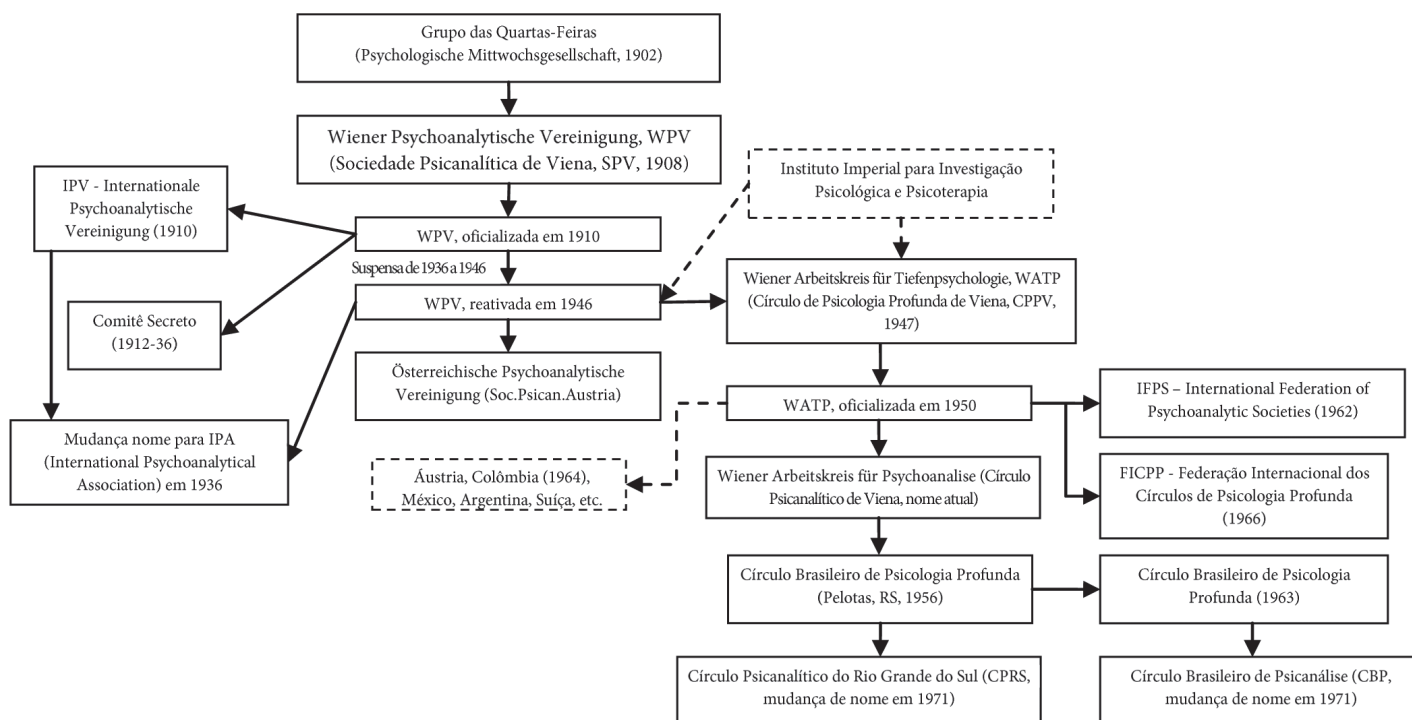 Grupo das Quartas-Feiras
(Psychologische Mittwochsgesellschaft, 1902)
Wiener Psychoanalytische Vereinigung, WPV
(Sociedade Psicanalítica de Viena, SPV, 1908)
Instituto Imperial para Investigação
Psicológica e Psicoterapia
IPV - Internationale
Psychoanalytische
Vereinigung (1910)
WPV, oficializada em 1910
Suspensa de 1936 a 1946
WPV, reativada em 1946
Wiener Arbeitskreis für Tiefenpsychologie, WATP
(Círculo de Psicologia Profunda de Viena, CPPV,
1947)
Comitê Secreto
(1912-36)
Österreichische Psychoanalytische
Vereinigung (Soc.Psican.Austria)
WATP, oficializada em 1950
IFPS – International Federation of
Psychoanalytic Societies (1962)
Mudança nome para IPA
(International Psychoanalytical
Association) em 1936
Áustria, Colômbia (1964),
México, Argentina, Suíça, etc.
Wiener Arbeitskreis für Psychoanalise (Círculo
Psicanalítico de Viena, nome atual)
FICPP - Federação Internacional dos
Círculos de Psicologia Profunda
(1966)
Círculo Brasileiro de Psicologia Profunda
(Pelotas, RS, 1956)
Círculo Brasileiro de Psicologia
Profunda (1963)
Círculo Psicanalítico do Rio Grande do Sul (CPRS,
mudança de nome em 1971)
Círculo Brasileiro de Psicanálise (CBP,
mudança de nome em 1971)